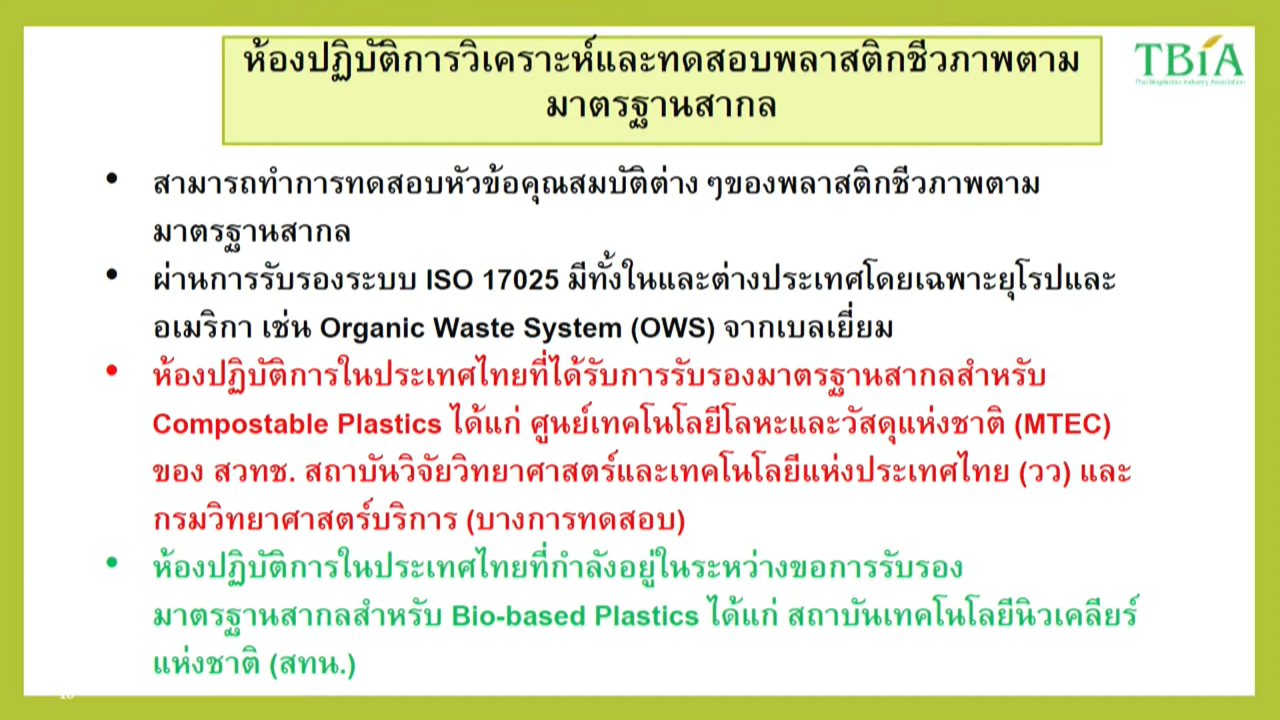 ห้องปฏิบัติการวิเคราะห์และทดสอบพลาสติกชีวภาพตาม
มาตรฐานสากล
TBiA
Thai Bioplastics Industry Association
• สามารถทำการทดสอบหัวข้อคุณสมบัติต่าง ๆของพลาสติกชีวภาพตาม
มาตรฐานสากล
• ผ่านการรับรองระบบ ISO 17025 มีทั้งในและต่างประเทศโดยเฉพาะยุโรปและ
อเมริกา เช่น Organic Waste System (OWS) จากเบลเยี่ยม
• ห้องปฏิบัติการในประเทศไทยที่ได้รับการรับรองมาตรฐานสากลสำหรับ
Compostable Plastics ได้แก่ ศูนย์เทคโนโลยีโลหะและวัสดุแห่งชาติ (MTEC)
ของ สวทช. สถาบันวิจัยวิทยาศาสตร์และเทคโนโลยีแห่งประเทศไทย (วว) และ
กรมวิทยาศาสตร์บริการ (บางการทดสอบ)
• ห้องปฏิบัติการในประเทศไทยที่กำลังอยู่ในระหว่างขอการรับรอง
มาตรฐานสากลสำหรับ Bio-based Plastics ได้แก่ สถาบันเทคโนโลยีนิวเคลียร์
แห่งชาติ (สทน.)